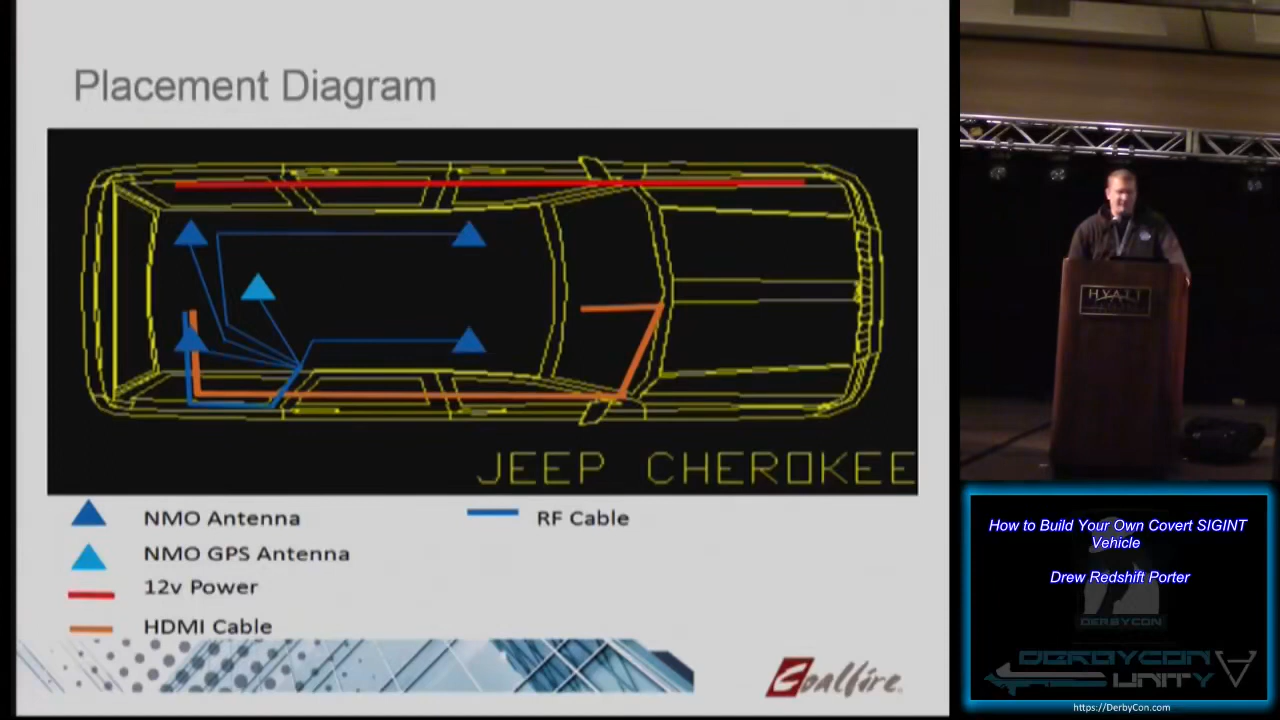 Placement Diagram
JEEP CHEROKEE
NMO Antenna
RF Cable
NMO GPS Antenna
12v Power
HDMI Cable
Coalfire
HYATT
How to Build Your Own Covert SIGINT
Vehicle
Drew Redshift Porter
DERBYCON
DERBYCON
UNITY
https://DerbyCon.com